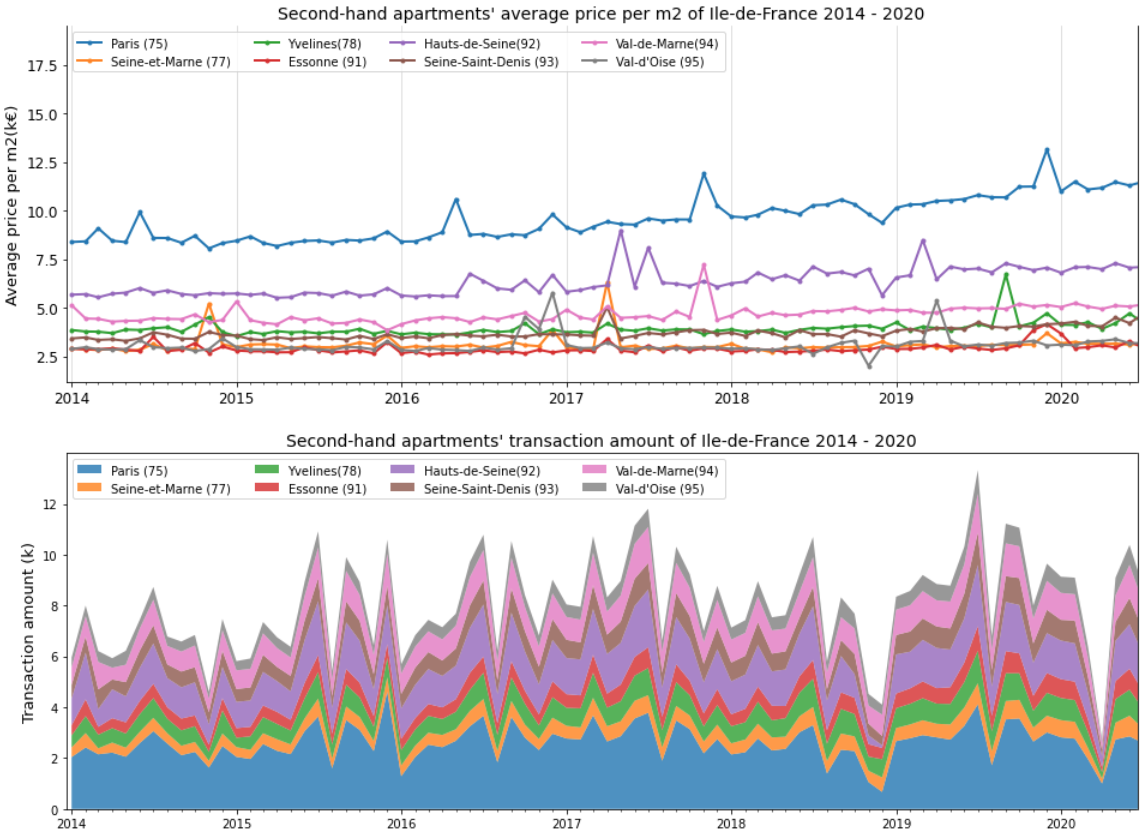 Second-hand apartments' average price per m2 of Ile-de-France 2014 - 2020
Paris (75) Yvelines(78) Hauts-de-Seine(92) Val-de-Marne(94)
Seine-et-Marne (77) Essonne (91) Seine-Saint-Denis (93) Val-d'Oise (95)
Average price per m2(k€)
17.5
15.0
12.5
10.0
7.5
5.0
2.5
2014 2015 2016 2017 2018 2019 2020
Second-hand apartments' transaction amount of Ile-de-France 2014 - 2020
Paris (75) Yvelines(78) Hauts-de-Seine(92) Val-de-Marne(94)
Seine-et-Marne (77) Essonne (91) Seine-Saint-Denis (93) Val-d'Oise (95)
Transaction amount (k)
12
10
8
6
4
2
0
2014 2015 2016 2017 2018 2019 2020